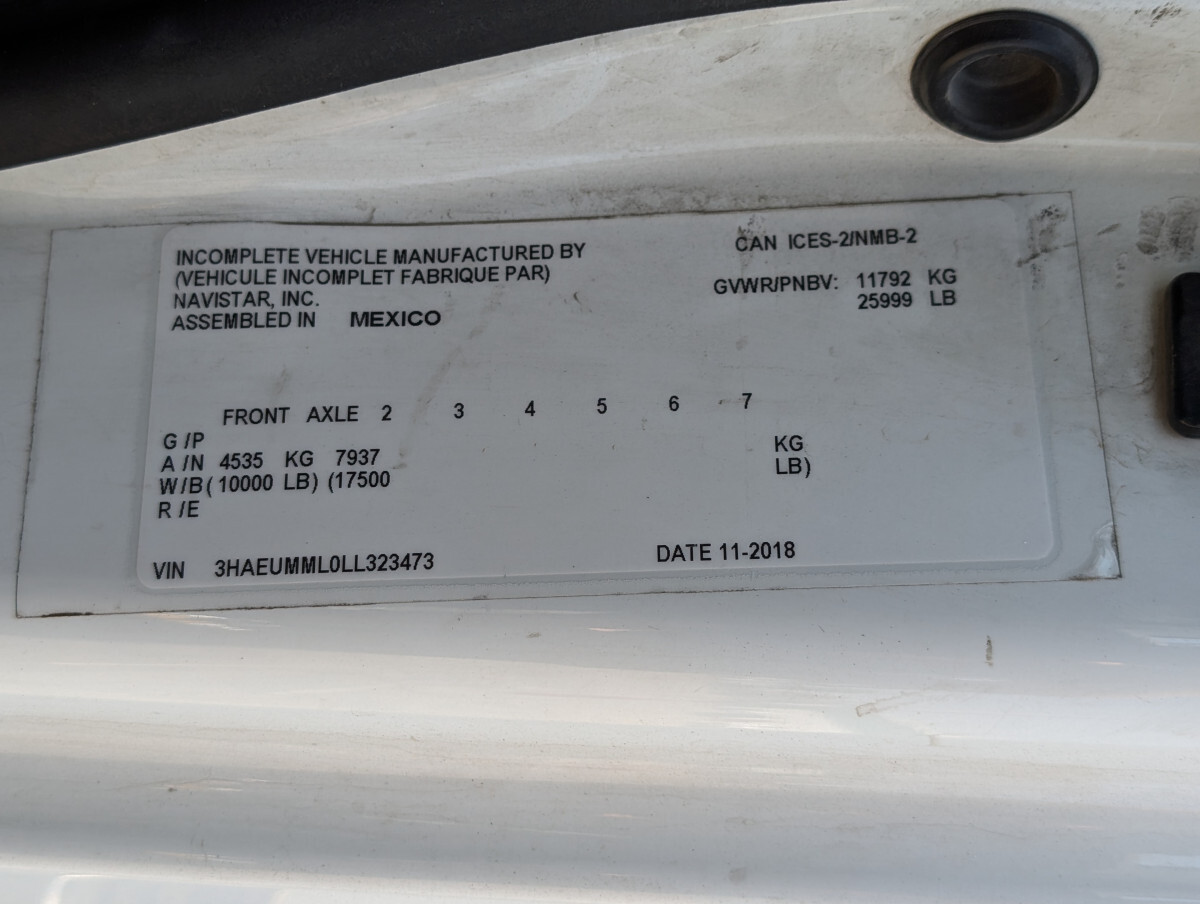 INCOMPLETE VEHICLE MANUFACTURED BY
(VEHICULE INCOMPLET FABRIQUE PAR)
NAVISTAR, INC.
ASSEMBLED IN MEXICO
CAN ICES-2/NMB-2
GVWR/PNBV: 11792 KG
25999 LB
FRONT AXLE 2 3 4 5 6 7
G/P
A/N 4535 KG 7937 KG
W/B (10000 LB) (17500 LB)
R/E
VIN 3HAEUMML0LL323473
DATE 11-2018